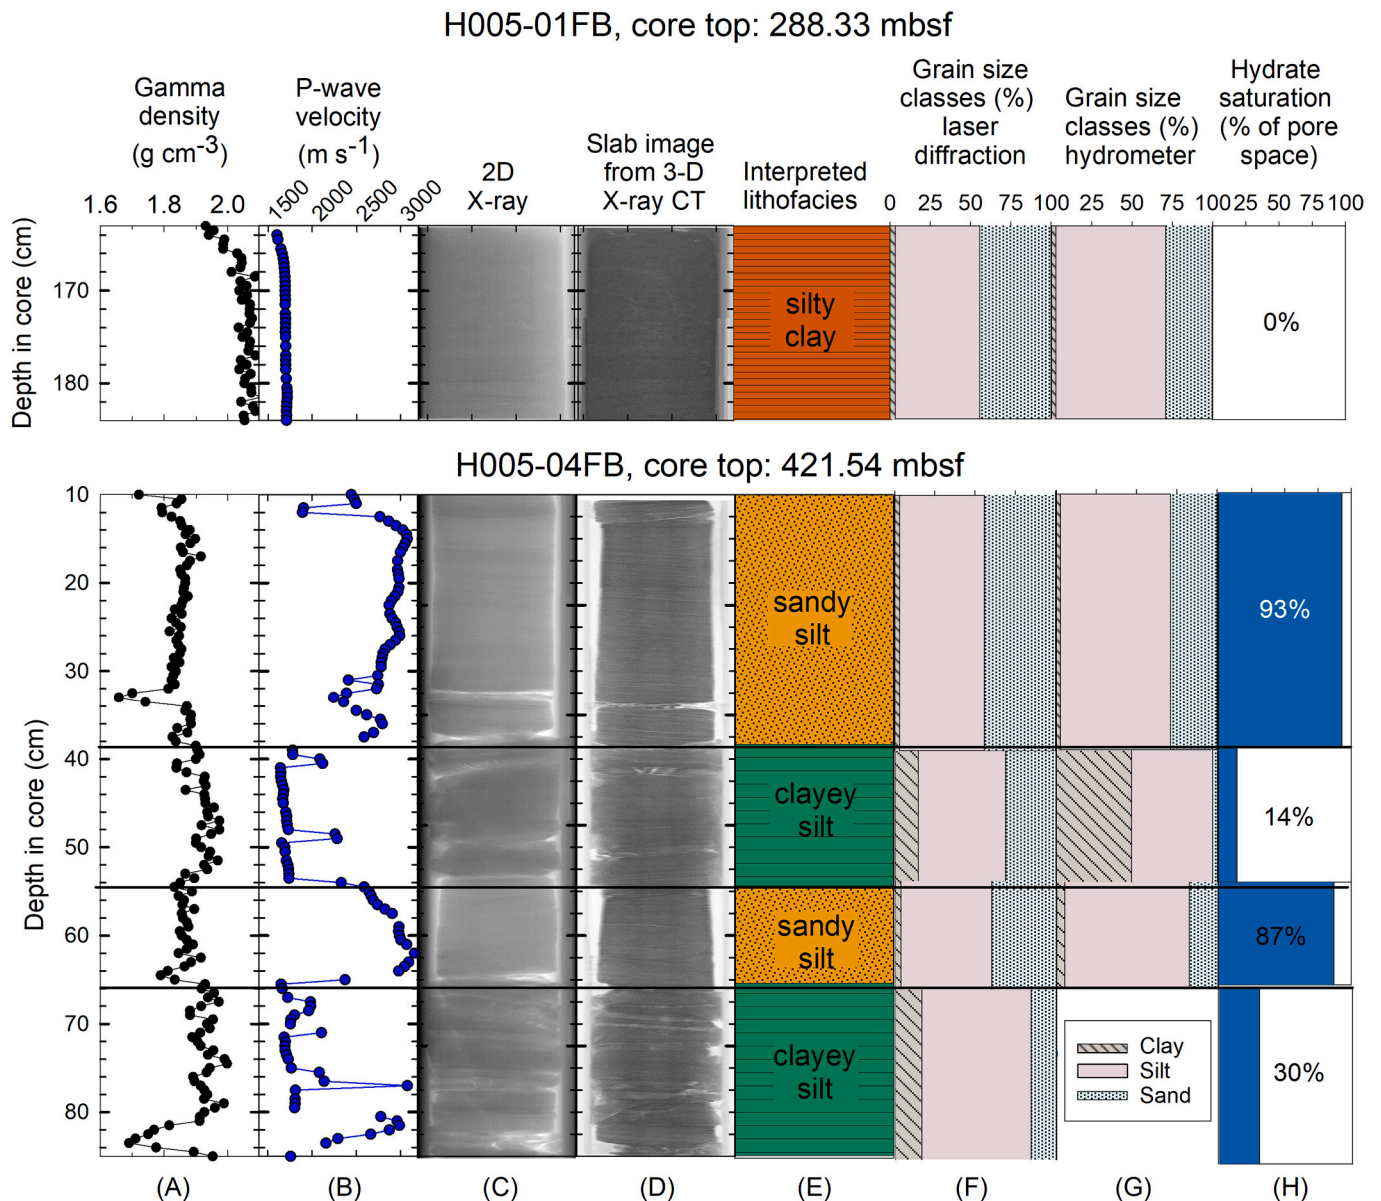 H005-01FB, core top: 288.33 mbsf
Gamma
density
(g cm-3)
P-wave
velocity
(m s-1)
2D
X-ray
Slab image
from 3-D
X-ray CT
Interpreted
lithofacies
Grain size
classes (%)
laser
diffraction
Grain size
classes (%)
hydrometer
Hydrate
saturation
(% of pore
space)
1.6 1.8 2.0
1500 2000 2500 3000
0 25 50 75 100 25 50 75 100 25 50 75 100
Depth in core (cm)
170
180
silty
clay
0%
H005-04FB, core top: 421.54 mbsf
Depth in core (cm)
10
20
30
40
50
60
70
80
sandy
silt
93%
clayey
silt
14%
sandy
silt
87%
clayey
silt
30%
Clay
Silt
Sand
(A) (B) (C) (D) (E) (F) (G) (H)